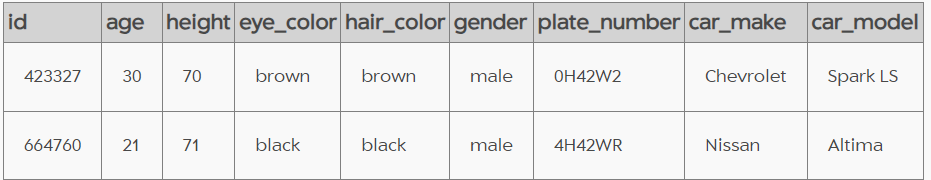 id age height eye_color hair_color gender plate_number car_make car_model
423327 30 70 brown brown male 0H42W2 Chevrolet Spark LS
664760 21 71 black black male 4H42WR Nissan Altima